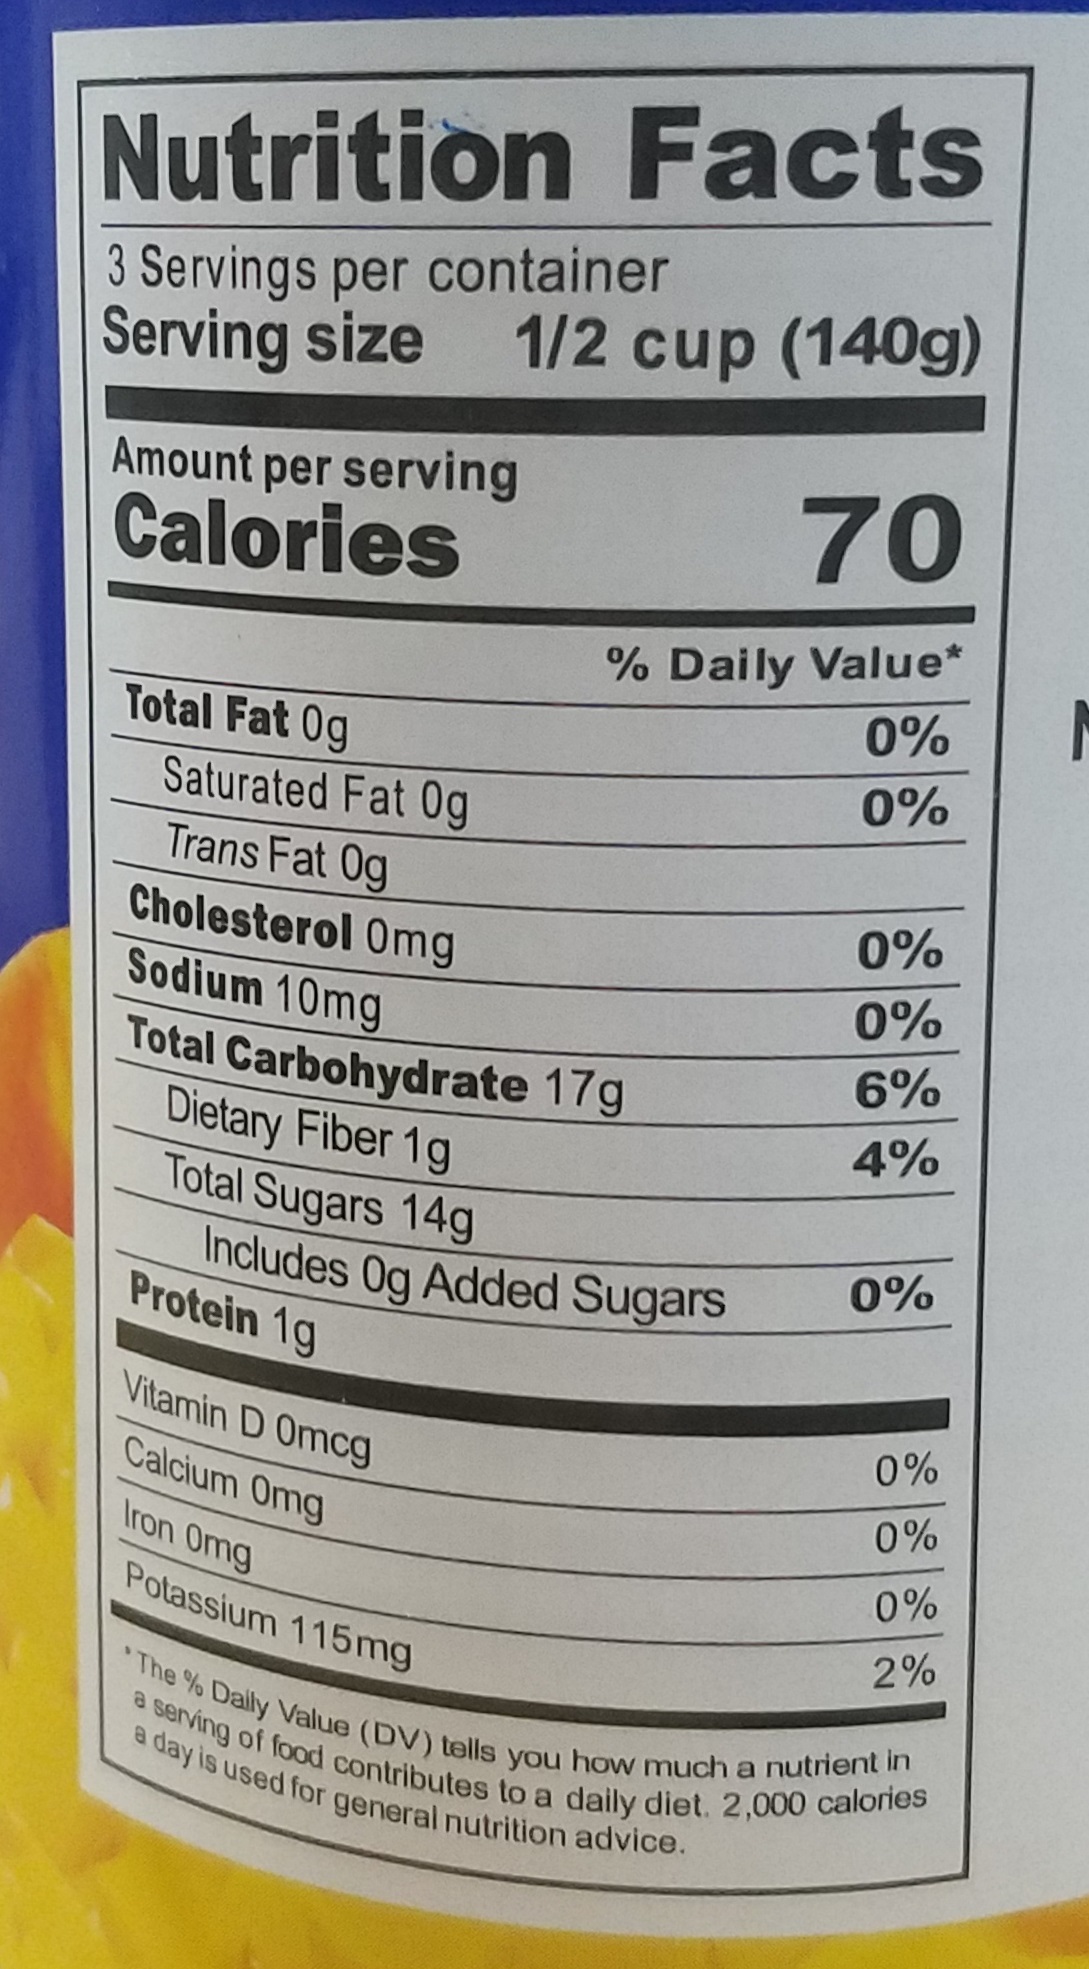 Nutrition Facts
3 Servings per container
Serving size 1/2 cup (140g)
Amount per serving
Calories 70
% Daily Value*
Total Fat 0g 0%
Saturated Fat 0g 0%
Trans Fat 0g
Cholesterol 0mg 0%
Sodium 10mg 0%
Total Carbohydrate 17g 6%
Dietary Fiber 1g 4%
Total Sugars 14g
Includes 0g Added Sugars 0%
Protein 1g
Vitamin D 0mcg 0%
Calcium 0mg 0%
Iron 0mg 0%
Potassium 115mg 2%
*The % Daily Value (DV) tells you how much a nutrient in
a serving of food contributes to a daily diet. 2,000 calories
a day is used for general nutrition advice.